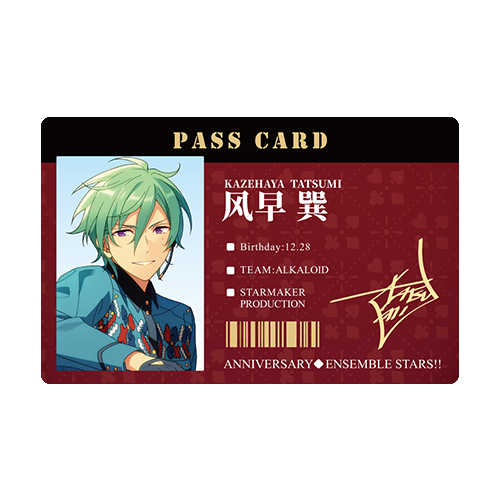 PASS CARD
KAZEHAYA TATSUMI
风早 巽
Birthday:12.28
TEAM:ALKALOID
STARMAKER
PRODUCTION
ANNIVERSARY◆ENSEMBLE STARS!!